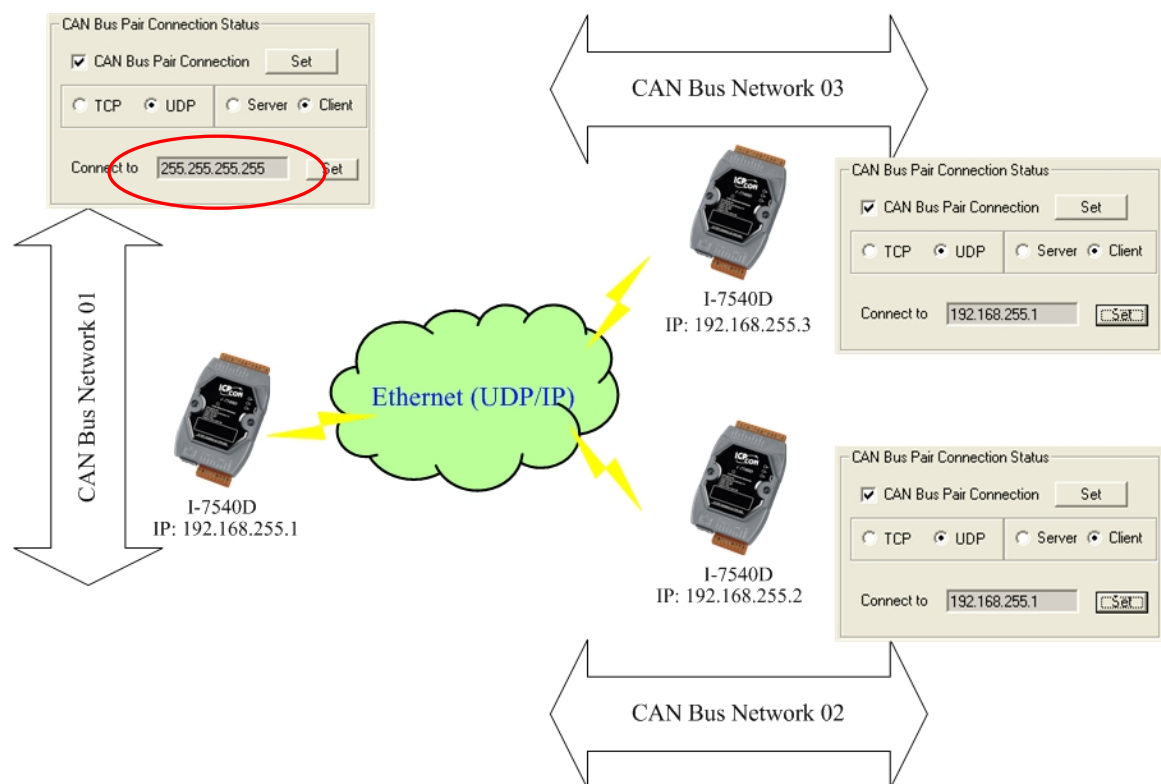 CAN Bus Pair Connection Status
CAN Bus Pair Connection Set
TCP UDP Server Client
Connect to 255.255.255.255 Set
CAN Bus Network 01
I-7540D
IP: 192.168.255.1
Ethernet (UDP/IP)
CAN Bus Network 03
I-7540D
IP: 192.168.255.3
CAN Bus Pair Connection Status
CAN Bus Pair Connection Set
TCP UDP Server Client
Connect to 192.168.255.1 Set
I-7540D
IP: 192.168.255.2
CAN Bus Pair Connection Status
CAN Bus Pair Connection Set
TCP UDP Server Client
Connect to 192.168.255.1 Set
CAN Bus Network 02